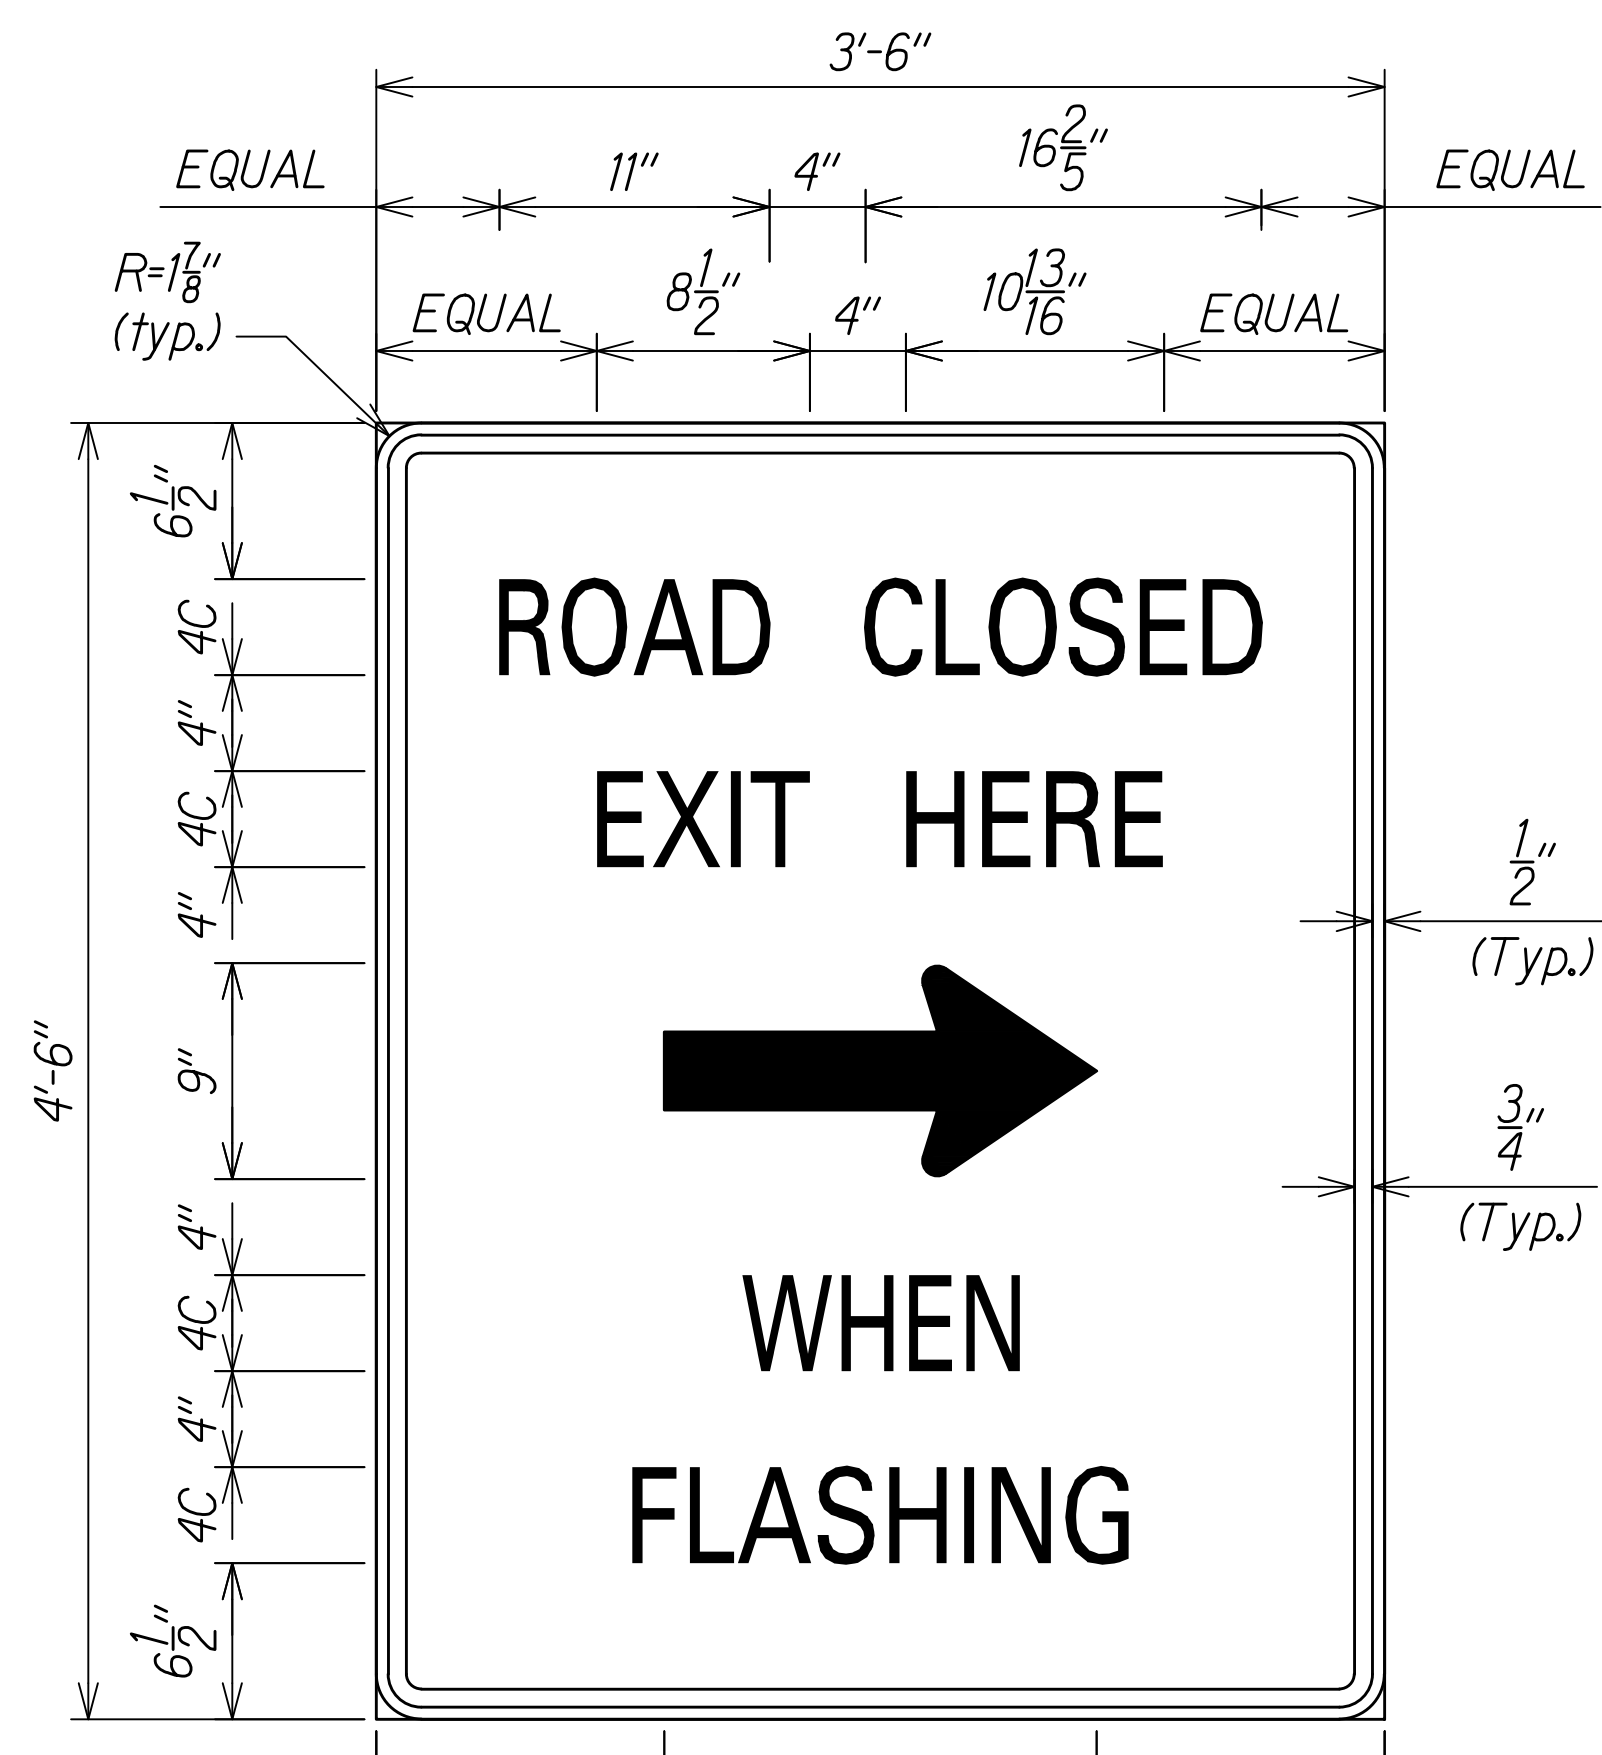 3'-6"
EQUAL 11" 4" 16 2/5" EQUAL
R=1 7/8"
(typ.)
EQUAL 8 1/2" 4" 10 13/16" EQUAL
6 1/2"
4C
4"
4C
4"
9"
4"
4C
4"
4C
6 1/2"
4'-6"
ROAD CLOSED
EXIT HERE
WHEN
FLASHING
1/2"
(Typ.)
3/4"
(Typ.)